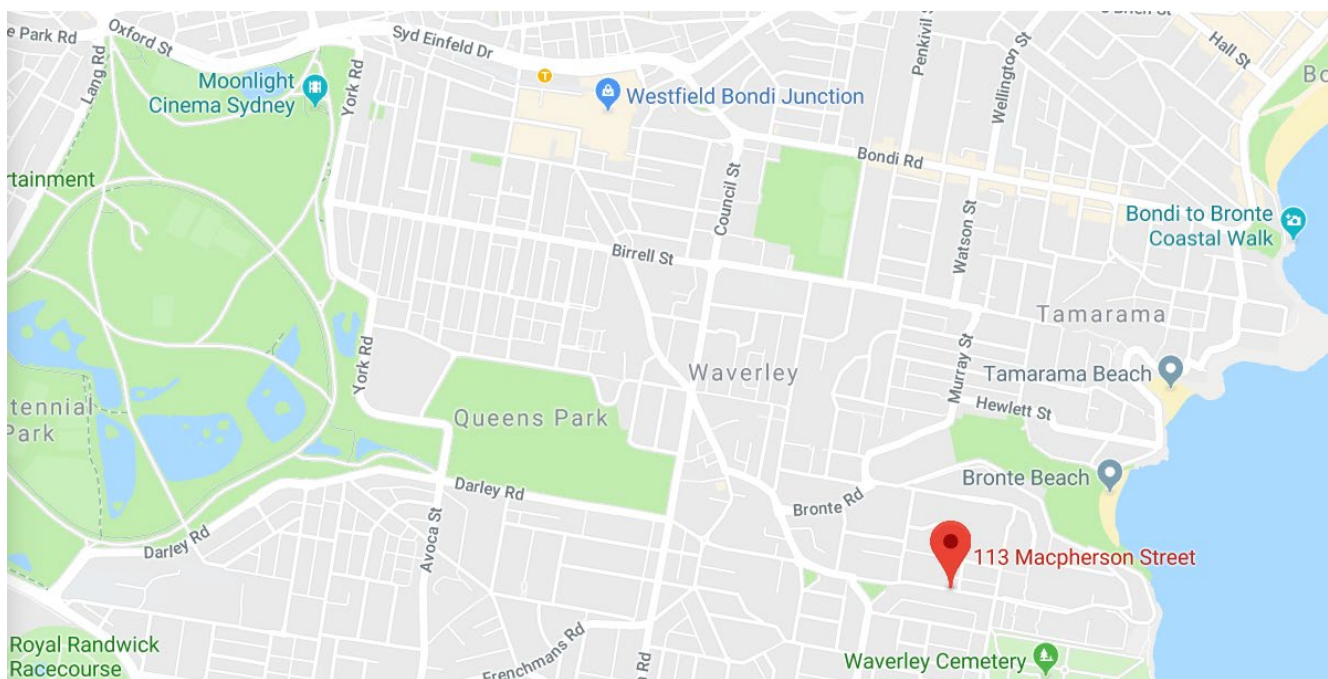 e Park Rd
Oxford St
Lang Rd
Moonlight
Cinema Sydney
York Rd
Syd Einfeld Dr
T
Westfield Bondi Junction
Wellington St
Hall St
Bondi Rd
Council St
Birrell St
Watson St
Bondi to Bronte
Coastal Walk
rtainment
Tamarama
York Rd
Waverley
Murray St
Tamarama Beach
Hewlett St
tennial
Park
Queens Park
Darley Rd
Bronte Beach
Bronte Rd
Avoca St
Darley Rd
113 Macpherson Street
Frenchmans Rd
Royal Randwick
Racecourse
Waverley Cemetery